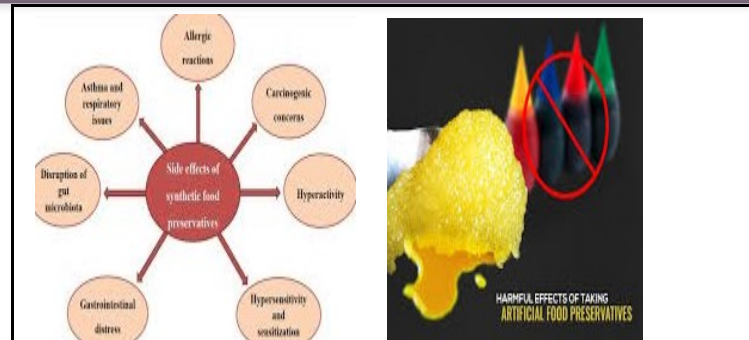 Allergic
reactions
Asthma and
respiratory
issues
Carcinogenic
concerns
Disruption of
gut
microbiota
Side effects of
synthetic food
preservatives
Hyperactivity
Gastrointestinal
distress
Hypersensitivity
and
sensitization
HARMFUL EFFECTS OF TAKING
ARTIFICIAL FOOD PRESERVATIVES